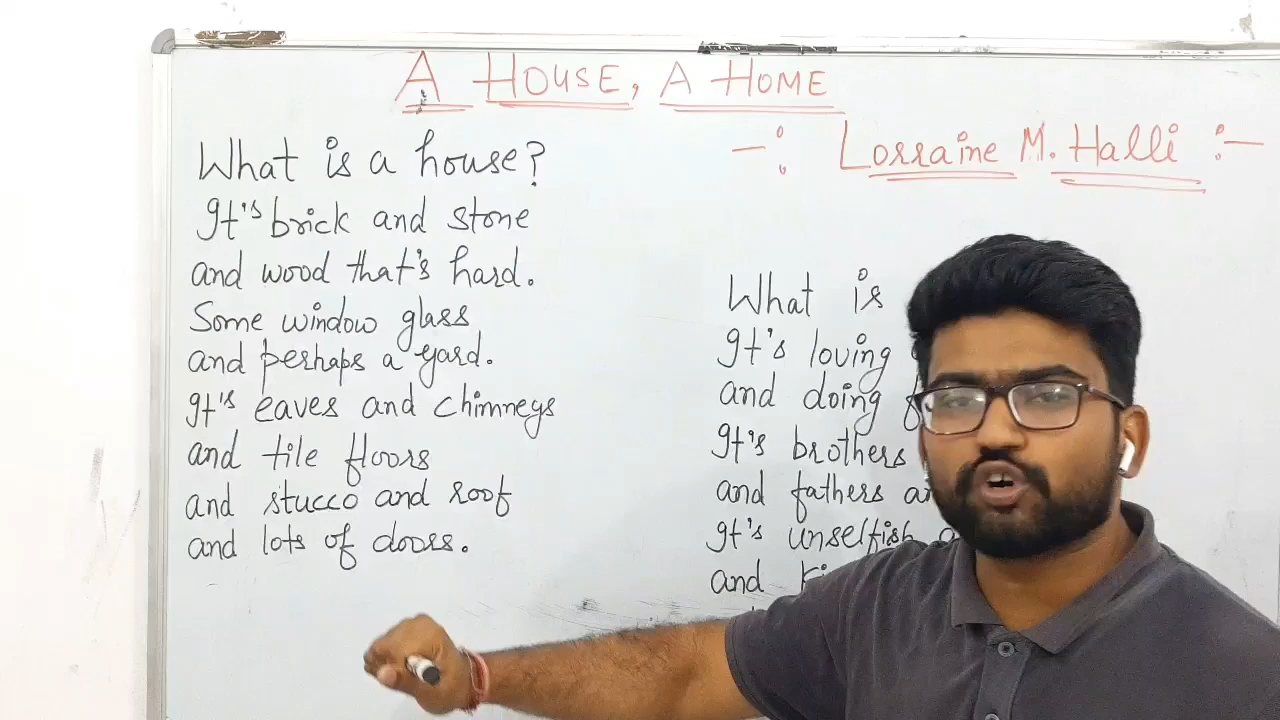 A HOUSE, A HOME
-: Lorraine M. Halli :-
What is a house?
It's brick and stone
and wood that's hard.
Some window glass
and perhaps a yard.
It's eaves and chimneys
and tile floors
and stucco and roof
and lots of doors.
What is
It's loving
and doing
It's brothers
and fathers
It's unselfish
and